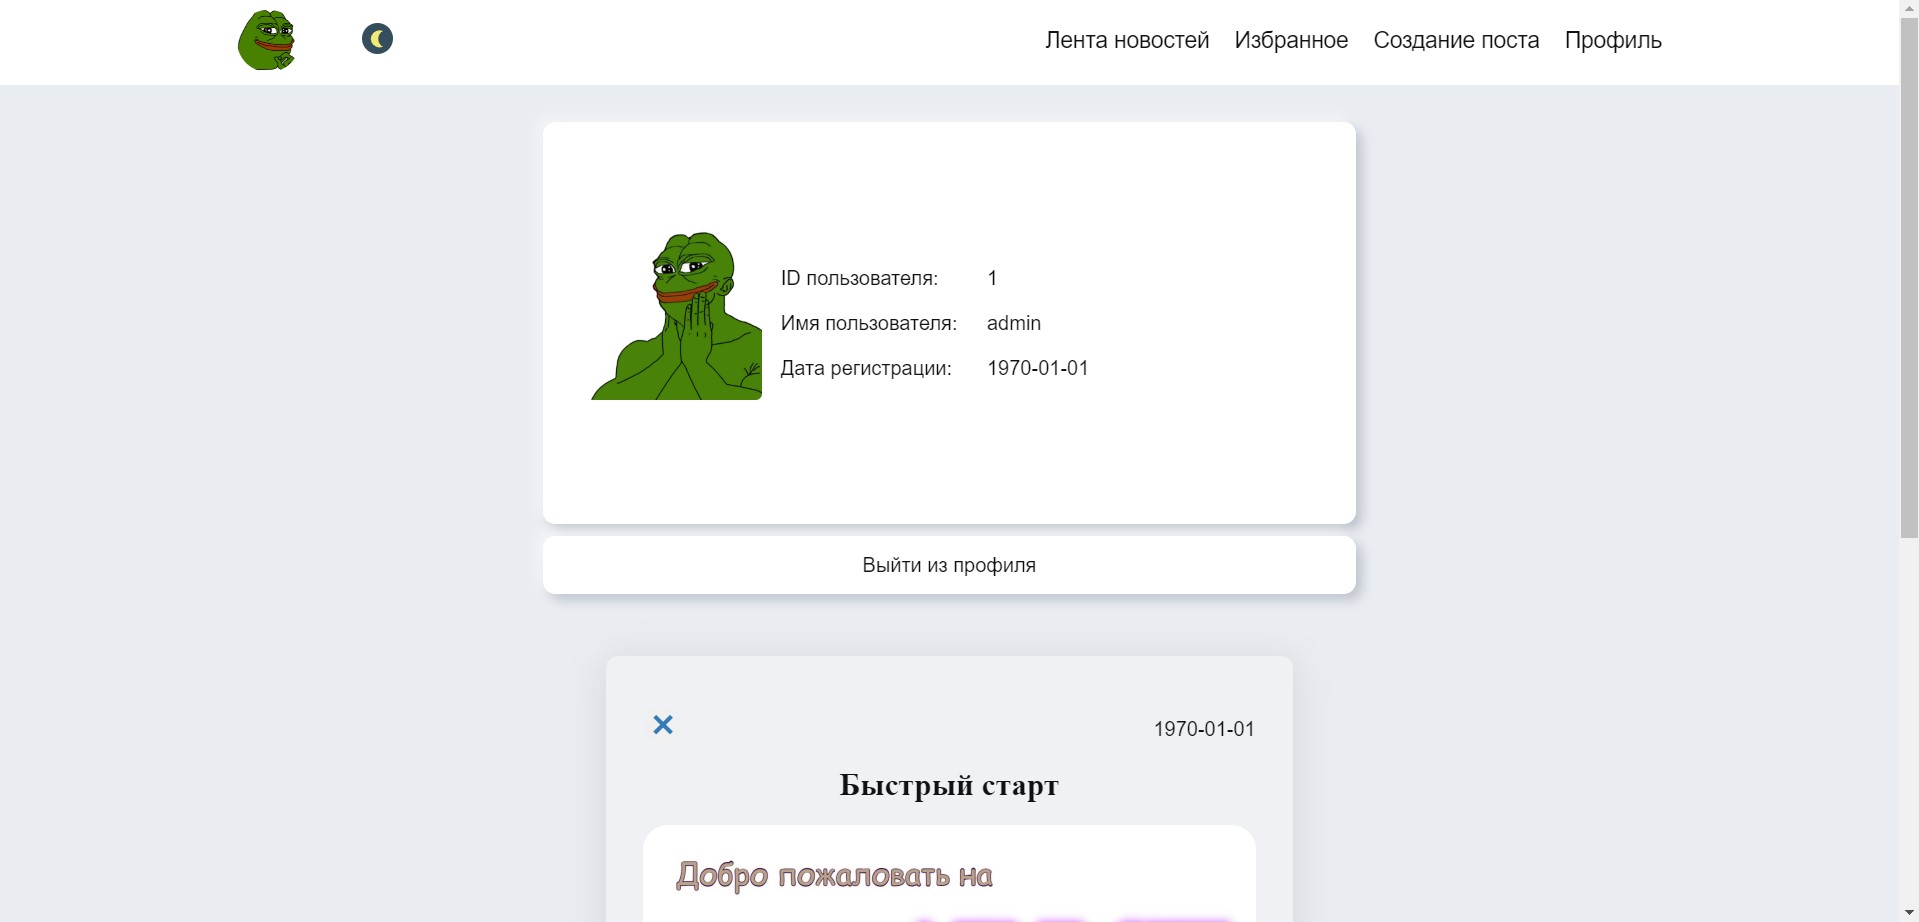 Лента новостей Избранное Создание поста Профиль
ID пользователя: 1
Имя пользователя: admin
Дата регистрации: 1970-01-01
Выйти из профиля
1970-01-01
Быстрый старт
Добро пожаловать на